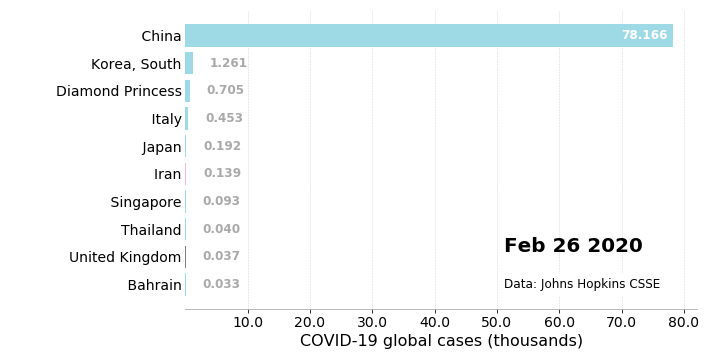 China 78.166
Korea, South 1.261
Diamond Princess 0.705
Italy 0.453
Japan 0.192
Iran 0.139
Singapore 0.093
Thailand 0.040
United Kingdom 0.037
Bahrain 0.033
Feb 26 2020
Data: Johns Hopkins CSSE
10.0 20.0 30.0 40.0 50.0 60.0 70.0 80.0
COVID-19 global cases (thousands)